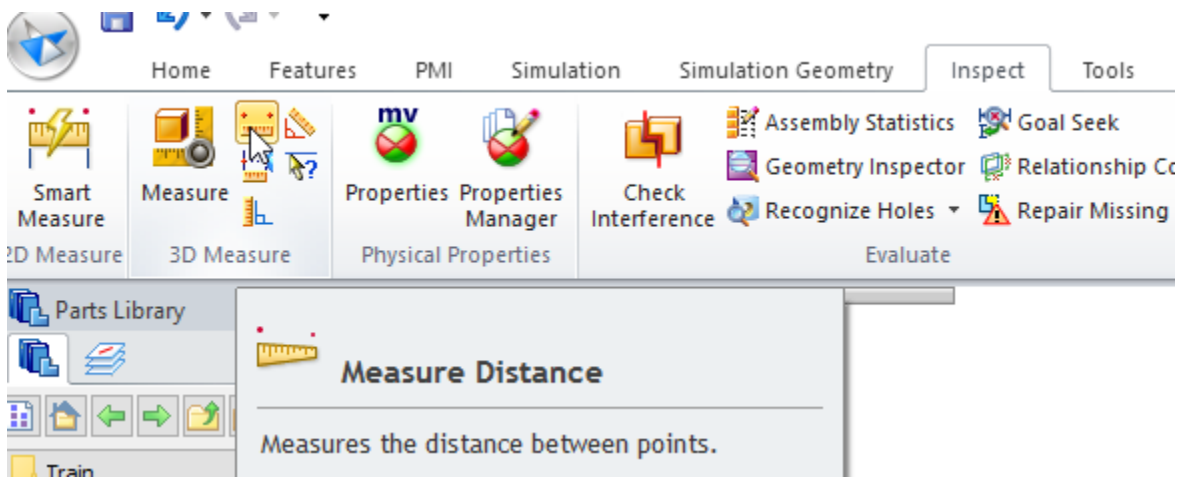 Home Features PMI Simulation Simulation Geometry Inspect Tools
mv
Assembly Statistics Goal Seek
Geometry Inspector
Smart Measure Properties Properties Check Recognize Holes Repair Missing
Measure Manager Interference
2D Measure 3D Measure Physical Properties Evaluate
Parts Library
Measure Distance
Measures the distance between points.
Train